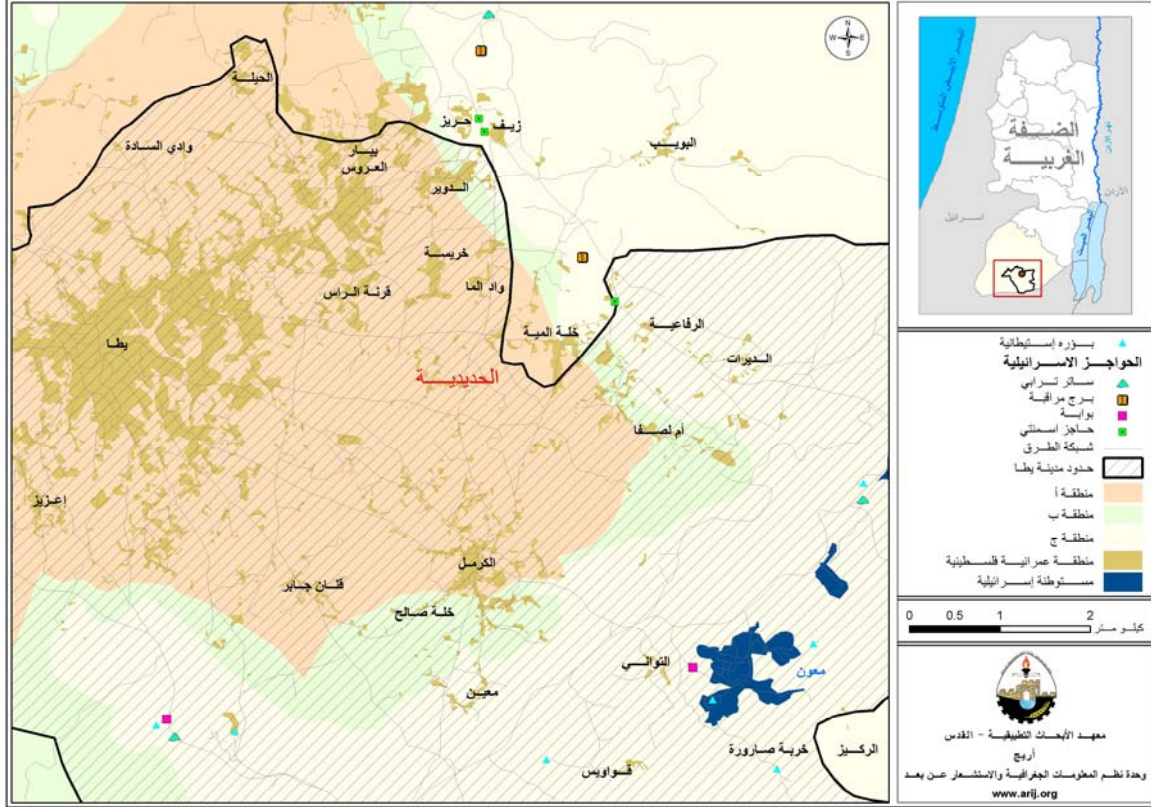 N
W E
S
الحيلة
حريز
زيف
وادي السادة
بيار
العروس
البويب
الدوير
خريسة
قرنة الراس
واد الما
يطا
خلة المية
الرفاعية
الديرات
الحديدية
أم لصفا
إعزيز
الكرمل
قنان جابر
خلة صالح
التواني
معون
معين
خربة صارورة
الركيز
قواويس
البحر الأبيض المتوسط
الضفة
الغربية
نهر الأردن
الأردن
اسرائيل
البحر الميت
بؤره إستيطانية
الحواجز الاسرائيلية
ساتر ترابي
برج مراقبة
بوابة
حاجز اسمنتي
شبكة الطرق
حدود مدينة يطا
منطقة أ
منطقة ب
منطقة ج
منطقة عمرانية فلسطينية
مستوطنة إسرائيلية
0 0.5 1 2
كيلو متر
معهد الأبحاث التطبيقية - القدس
أريج
وحدة نظم المعلومات الجغرافية والاستشعار عن بعد
www.arij.org